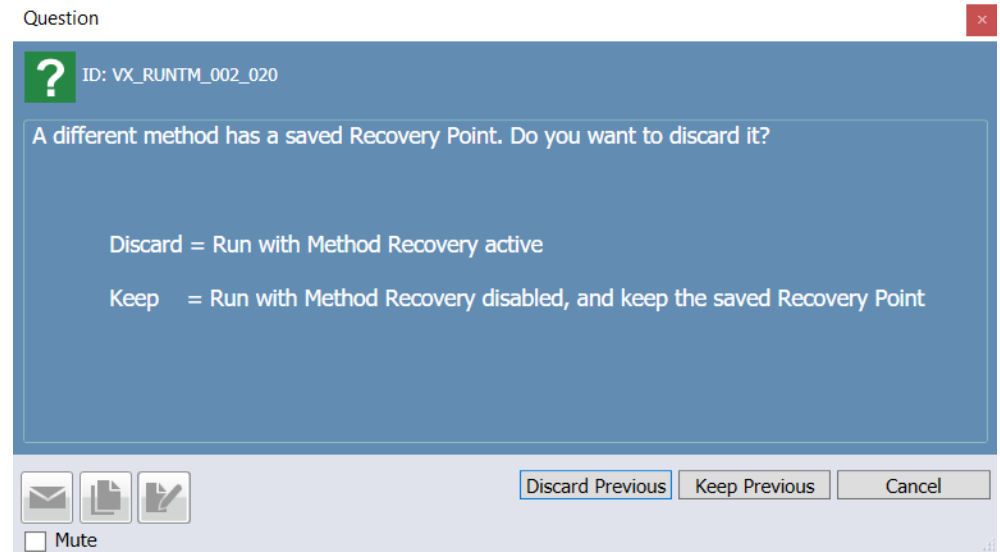 Question
ID: VX_RUNTM_002_020
A different method has a saved Recovery Point. Do you want to discard it?
Discard = Run with Method Recovery active
Keep = Run with Method Recovery disabled, and keep the saved Recovery Point
Discard Previous Keep Previous Cancel
Mute